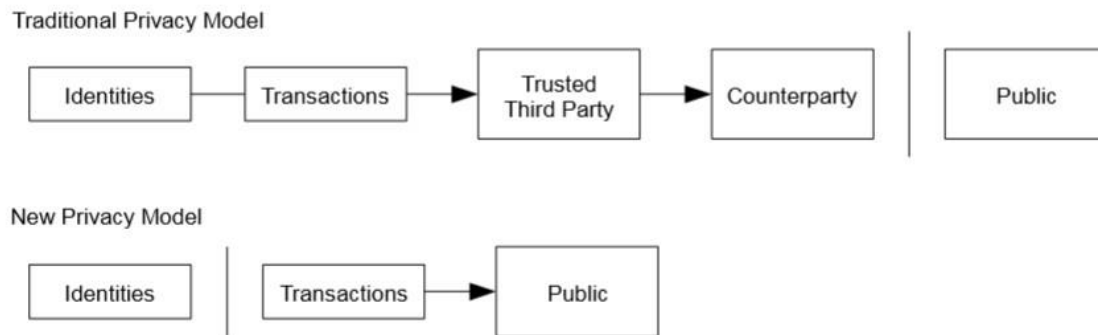 Traditional Privacy Model
Identities
Transactions
Trusted
Third Party
Counterparty
Public
New Privacy Model
Identities
Transactions
Public